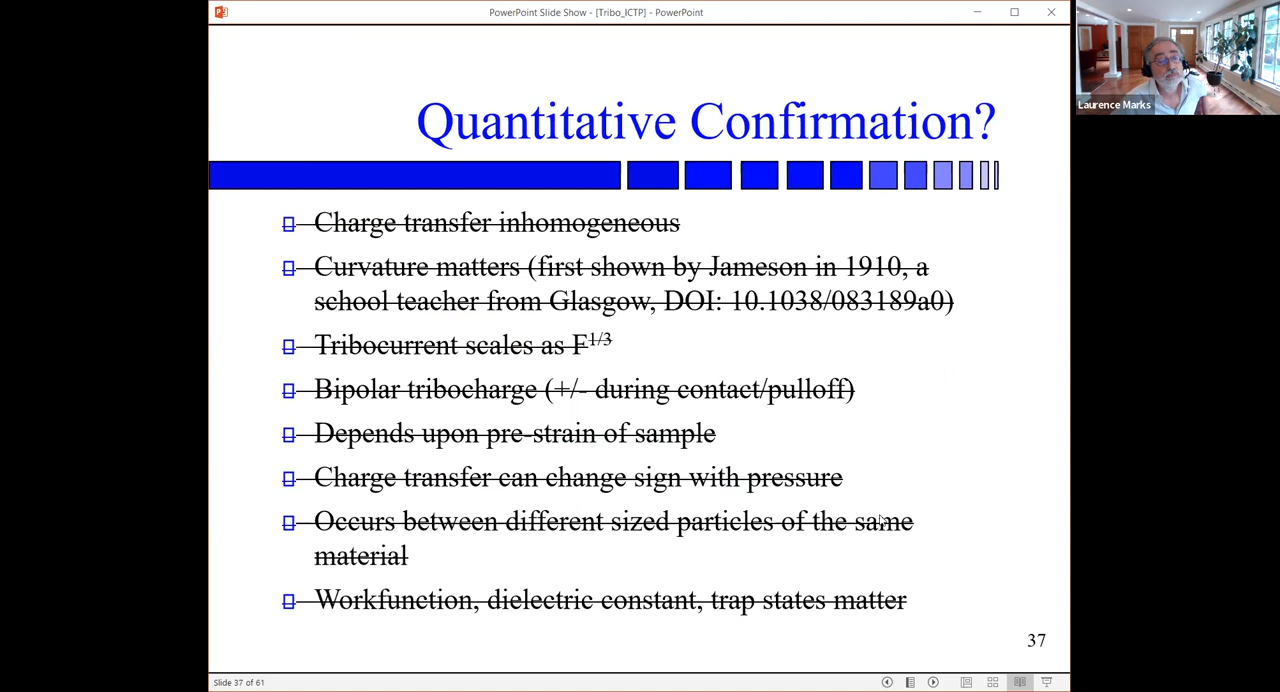 PowerPoint Slide Show - [Tribo_ICTP] - PowerPoint
Laurence Marks
Quantitative Confirmation?
Charge transfer inhomogeneous
Curvature matters (first shown by Jameson in 1910, a
school teacher from Glasgow, DOI: 10.1038/083189a0)
Tribocurrent scales as F^1/3
Bipolar tribocharge (+/- during contact/pulloff)
Depends upon pre-strain of sample
Charge transfer can change sign with pressure
Occurs between different sized particles of the same
material
Workfunction, dielectric constant, trap states matter
37
Slide 37 of 61